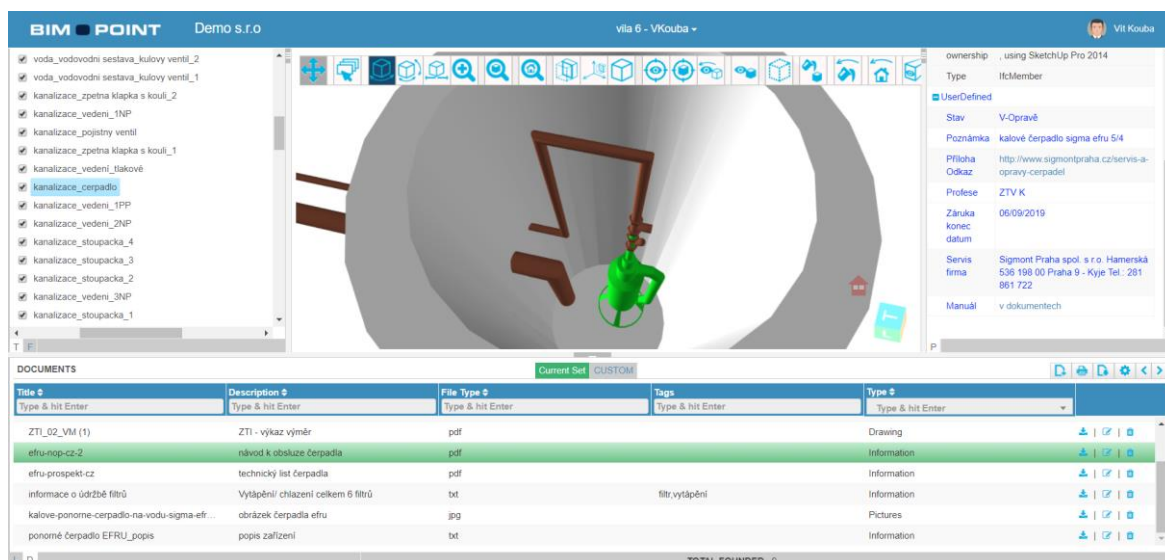 BIM POINT
Demo s.r.o
vila 6 - VKouba
Vit Kouba
voda_vodovodni sestava_kulovy ventil_2
voda_vodovodni sestava_kulovy ventil_1
kanalizace_zpetna klapka s kouli_2
kanalizace_vedeni_1NP
kanalizace_pojistny ventil
kanalizace_zpetna klapka s kouli_1
kanalizace_vedení_tlakové
kanalizace_cerpadlo
kanalizace_vedeni_1PP
kanalizace_vedeni_2NP
kanalizace_stoupacka_4
kanalizace_stoupacka_3
kanalizace_stoupacka_2
kanalizace_vedeni_3NP
kanalizace_stoupacka_1
T F
ownership , using SketchUp Pro 2014
Type IfcMember
UserDefined
Stav V-Opravě
Poznámka kalové čerpadlo sigma efru 5/4
Příloha http://www.sigmontpraha.cz/servis-a-
Odkaz opravy-cerpadel
Profese ZTV K
Záruka 06/09/2019
konec
datum
Servis Sigmont Praha spol. s r.o. Hamerská
firma 536 198 00 Praha 9 - Kyje Tel.: 281
861 722
Manuál v dokumentech
P
DOCUMENTS Current Set CUSTOM
Title Description File Type Tags Type
Type & hit Enter Type & hit Enter Type & hit Enter Type & hit Enter Type & hit Enter
ZTI_02_VM (1) ZTI - výkaz výměr pdf Drawing
efru-nop-cz-2 návod k obsluze čerpadla pdf Information
efru-prospekt-cz technický list čerpadla pdf Information
informace o údržbě filtrů Vytápění/ chlazení celkem 6 filtrů txt filtr,vytápění Information
kalove-ponorne-cerpadlo-na-vodu-sigma-efr... obrázek čerpadla efru jpg Pictures
ponorné čerpadlo EFRU_popis popis zařízení txt Information